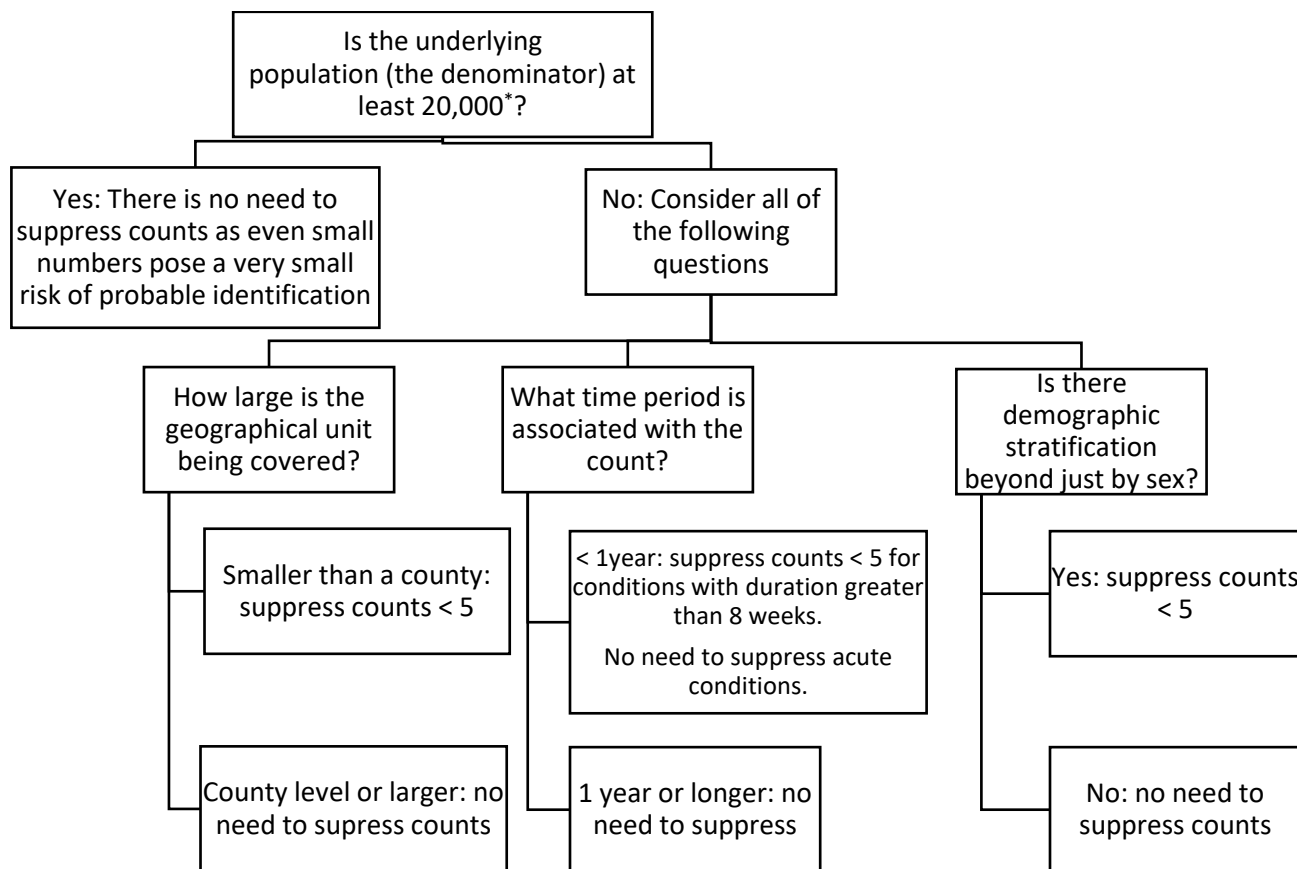 Is the underlying
population (the denominator) at
least 20,000*?
Yes: There is no need to
suppress counts as even small
numbers pose a very small
risk of probable identification
No: Consider all of
the following
questions
How large is the
geographical unit
being covered?
What time period is
associated with the
count?
Is there
demographic
stratification
beyond just by sex?
Smaller than a county:
suppress counts < 5
< 1year: suppress counts < 5 for
conditions with duration greater
than 8 weeks.
No need to suppress acute
conditions.
Yes: suppress counts
< 5
County level or larger: no
need to supress counts
1 year or longer: no
need to suppress
No: no need to
suppress counts